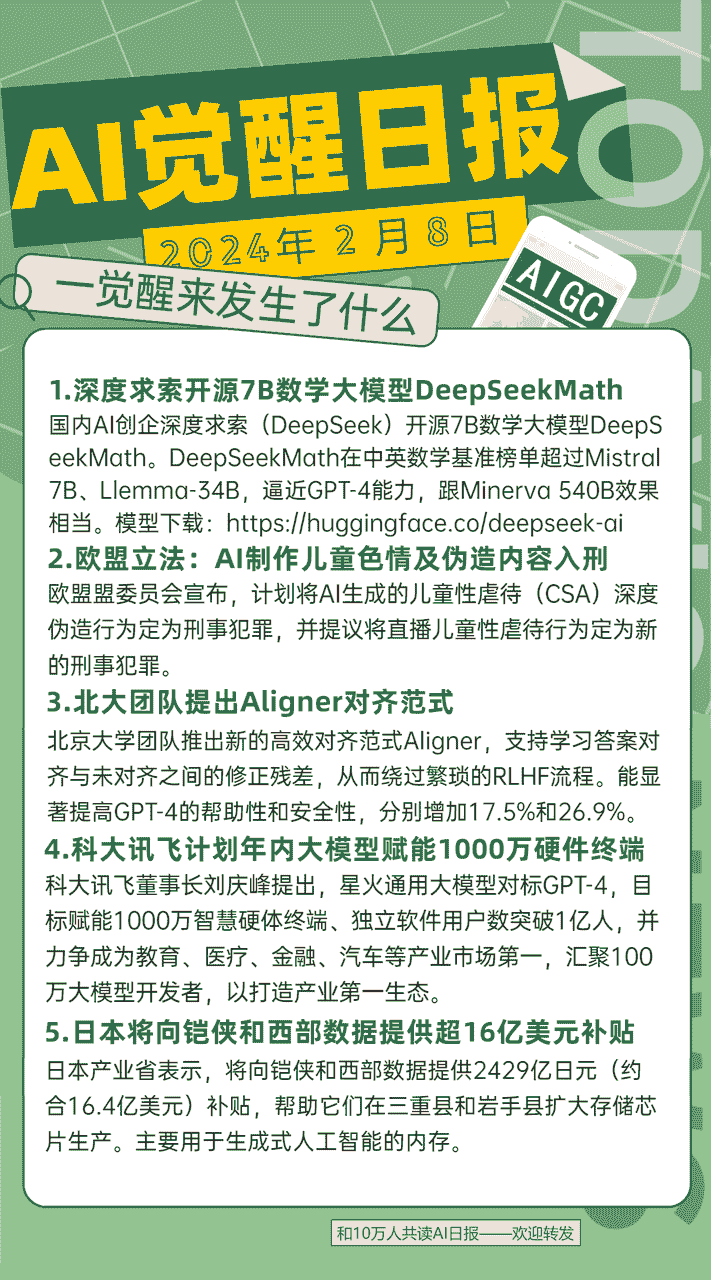 AI觉醒日报
2024年2月8日
一觉醒来发生了什么
AIGC
1.深度求索开源7B数学大模型DeepSeekMath
国内AI创企深度求索（DeepSeek）开源7B数学大模型DeepS
eekMath。DeepSeekMath在中英数学基准榜单超过Mistral
7B、Llemma-34B，逼近GPT-4能力，跟Minerva 540B效果
相当。模型下载：https://huggingface.co/deepseek-ai
2.欧盟立法：AI制作儿童色情及伪造内容入刑
欧盟盟委员会宣布，计划将AI生成的儿童性虐待（CSA）深度
伪造行为定为刑事犯罪，并提议将直播儿童性虐待行为定为新
的刑事犯罪。
3.北大团队提出Aligner对齐范式
北京大学团队推出新的高效对齐范式Aligner，支持学习答案对
齐与未对齐之间的修正残差，从而绕过繁琐的RLHF流程。能显
著提高GPT-4的帮助性和安全性，分别增加17.5%和26.9%。
4.科大讯飞计划年内大模型赋能1000万硬件终端
科大讯飞董事长刘庆峰提出，星火通用大模型对标GPT-4，目
标赋能1000万智慧硬体终端、独立软件用户数突破1亿人，并
力争成为教育、医疗、金融、汽车等产业市场第一，汇聚100
万大模型开发者，以打造产业第一生态。
5.日本将向铠侠和西部数据提供超16亿美元补贴
日本产业省表示，将向铠侠和西部数据提供2429亿日元（约
合16.4亿美元）补贴，帮助它们在三重县和岩手县扩大存储芯
片生产。主要用于生成式人工智能的内存。
和10万人共读AI日报——欢迎转发